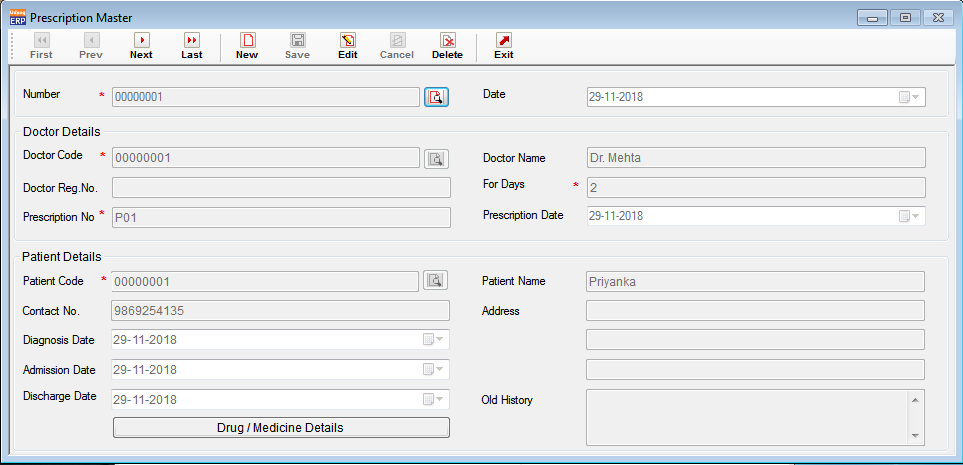 Udyog ERP Prescription Master
First Prev Next Last New Save Edit Cancel Delete Exit
Number * 00000001 Date 29-11-2018
Doctor Details
Doctor Code * 00000001 Doctor Name Dr. Mehta
Doctor Reg.No. For Days * 2
Prescription No * P01 Prescription Date 29-11-2018
Patient Details
Patient Code * 00000001 Patient Name Priyanka
Contact No. 9869254135 Address
Diagnosis Date 29-11-2018
Admission Date 29-11-2018
Discharge Date 29-11-2018 Old History
Drug / Medicine Details